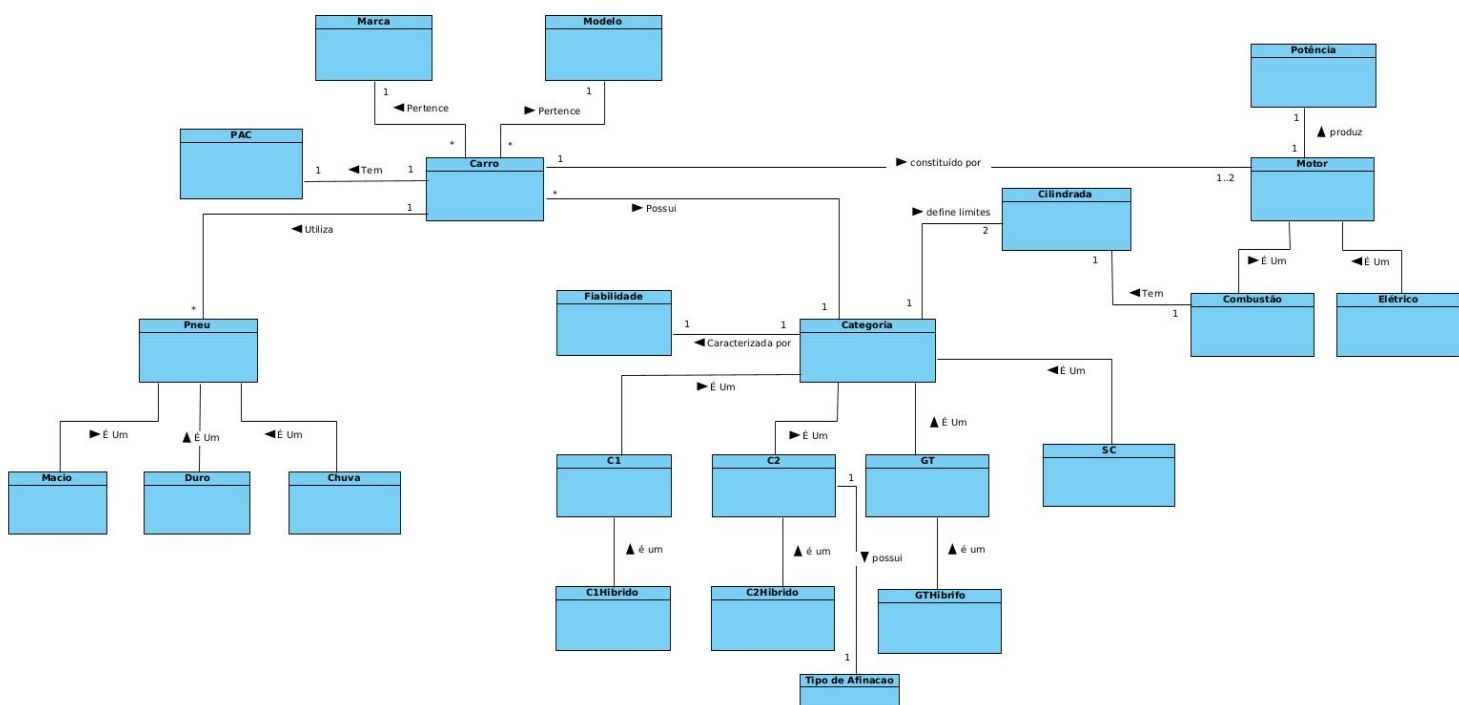 Marca
Modelo
Potência
1
◄ Pertence
1
► Pertence
1
▲ produz
1
*
*
PAC
1
◄ Tem
1
Carro
1
► constituído por
1..2
Motor
1
◄ Utiliza
*
► Possui
► define limites
2
Cilindrada
1
► É Um
◄ É Um
◄ Tem
1
Combustão
Elétrico
*
Pneu
Fiabilidade
1
1
◄ Caracterizada por
1
1
Categoria
► É Um
◄ É Um
► É Um
▲ É Um
◄ É Um
► É Um
▲ É Um
Macio
Duro
Chuva
C1
C2
1
GT
SC
▲ é um
▲ é um
▼ possui
▲ é um
C1Hibrido
C2Hibrido
GTHibrifo
1
Tipo de Afinacao